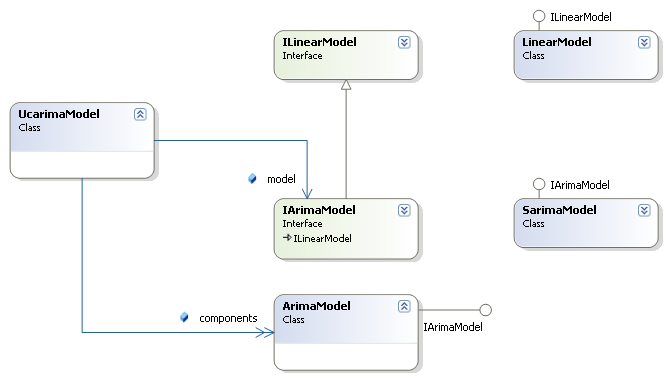 ILinearModel
ILinearModel
Interface
LinearModel
Class
UcarimaModel
Class
model
IArimaModel
IArimaModel
Interface
ILinearModel
SarimaModel
Class
components
ArimaModel
Class
IArimaModel